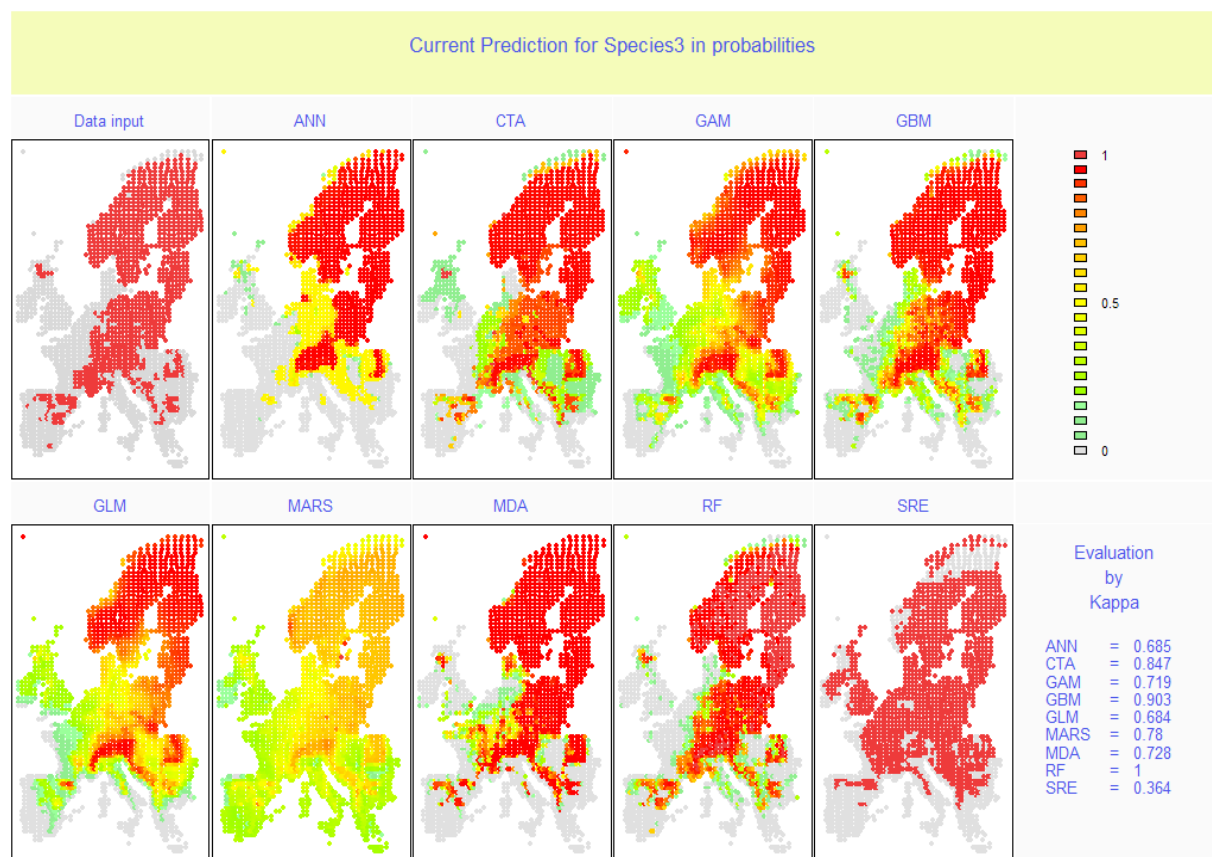 Current Prediction for Species3 in probabilities
Data input
ANN
CTA
GAM
GBM
1
0.5
0
GLM
MARS
MDA
RF
SRE
Evaluation
by
Kappa
ANN = 0.685
CTA = 0.847
GAM = 0.719
GBM = 0.903
GLM = 0.684
MARS = 0.78
MDA = 0.728
RF = 1
SRE = 0.364